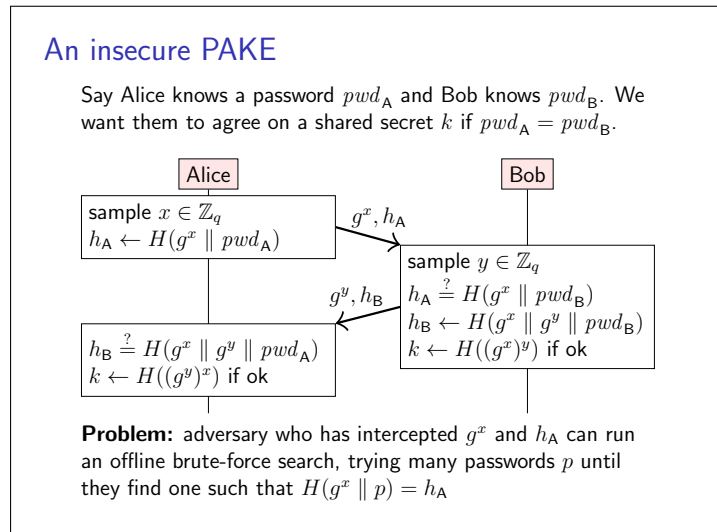 An insecure PAKE
Say Alice knows a password pwd_A and Bob knows pwd_B. We
want them to agree on a shared secret k if pwd_A = pwd_B.
Alice
Bob
sample x ∈ ℤ_q
h_A ← H(g^x ∥ pwd_A)
g^x, h_A
sample y ∈ ℤ_q
h_A ≟ H(g^x ∥ pwd_B)
h_B ← H(g^x ∥ g^y ∥ pwd_B)
k ← H((g^x)^y) if ok
g^y, h_B
h_B ≟ H(g^x ∥ g^y ∥ pwd_A)
k ← H((g^y)^x) if ok
Problem: adversary who has intercepted g^x and h_A can run
an offline brute-force search, trying many passwords p until
they find one such that H(g^x ∥ p) = h_A